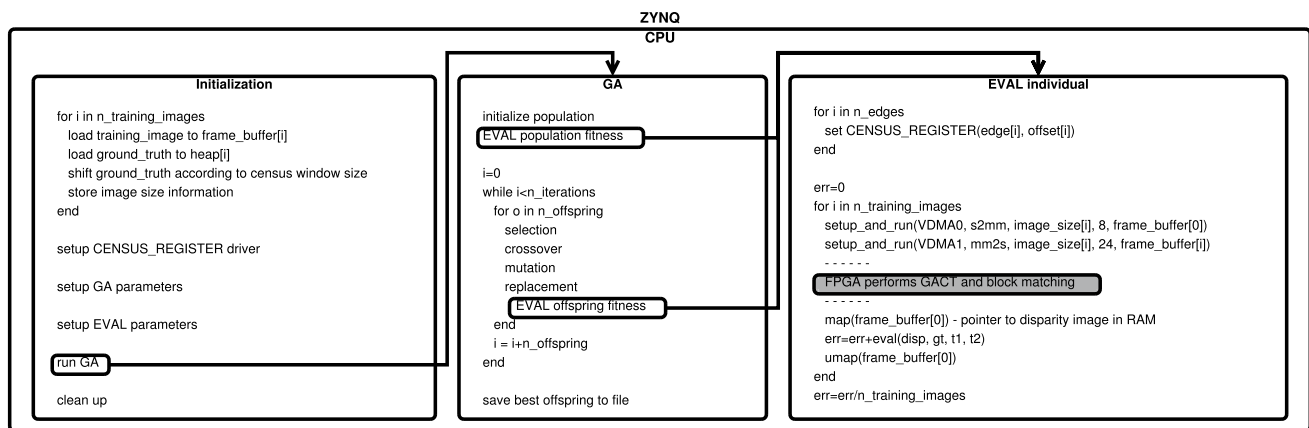 ZYNQ
CPU
Initialization
for i in n_training_images
load training_image to frame_buffer[i]
load ground_truth to heap[i]
shift ground_truth according to census window size
store image size information
end
setup CENSUS_REGISTER driver
setup GA parameters
setup EVAL parameters
run GA
clean up
GA
initialize population
EVAL population fitness
i=0
while i<n_iterations
for o in n_offspring
selection
crossover
mutation
replacement
EVAL offspring fitness
end
i = i+n_offspring
end
save best offspring to file
EVAL individual
for i in n_edges
set CENSUS_REGISTER(edge[i], offset[i])
end
err=0
for i in n_training_images
setup_and_run(VDMA0, s2mm, image_size[i], 8, frame_buffer[0])
setup_and_run(VDMA1, mm2s, image_size[i], 24, frame_buffer[i])
- - - - - -
FPGA performs GACT and block matching
- - - - - -
map(frame_buffer[0]) - pointer to disparity image in RAM
err=err+eval(disp, gt, t1, t2)
umap(frame_buffer[0])
end
err=err/n_training_images